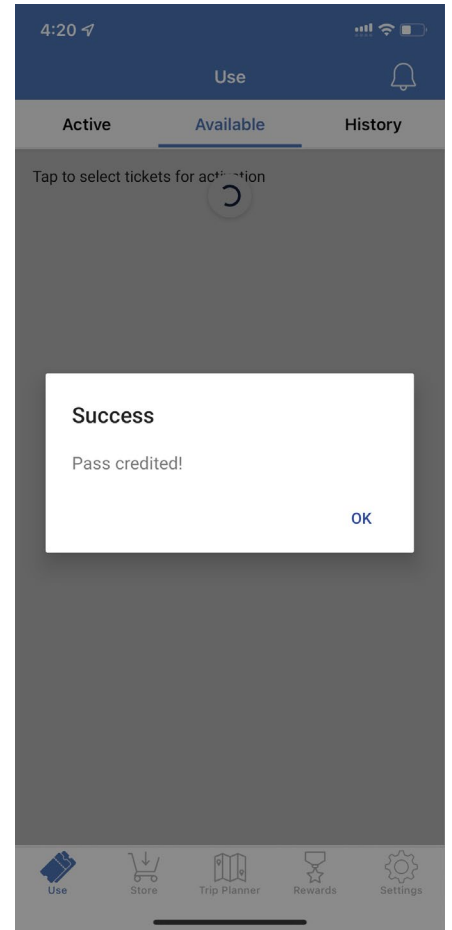 4:20
Use
Active Available History
Tap to select tickets for activation
Success
Pass credited!
OK
Use Store Trip Planner Rewards Settings